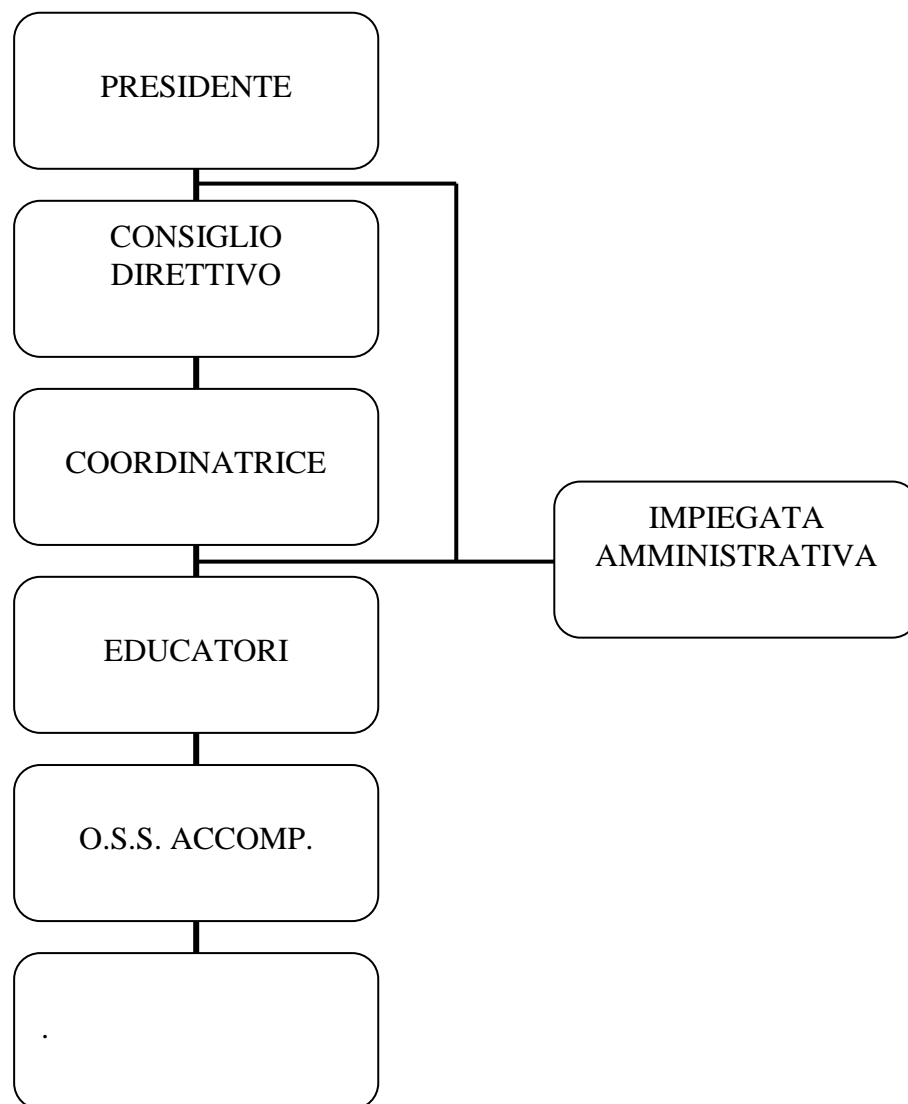 PRESIDENTE
CONSIGLIO
DIRETTIVO
COORDINATRICE
IMPIEGATA
AMMINISTRATIVA
EDUCATORI
O.S.S. ACCOMP.
.